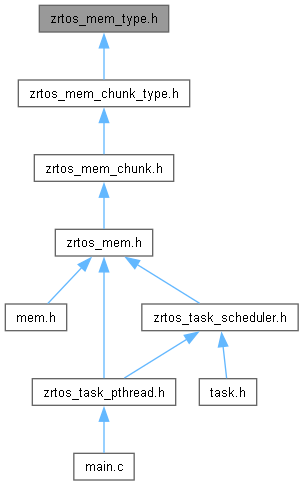 zrtos_mem_type.h
zrtos_mem_chunk_type.h
zrtos_mem_chunk.h
zrtos_mem.h
mem.h
zrtos_task_scheduler.h
zrtos_task_pthread.h
task.h
main.c